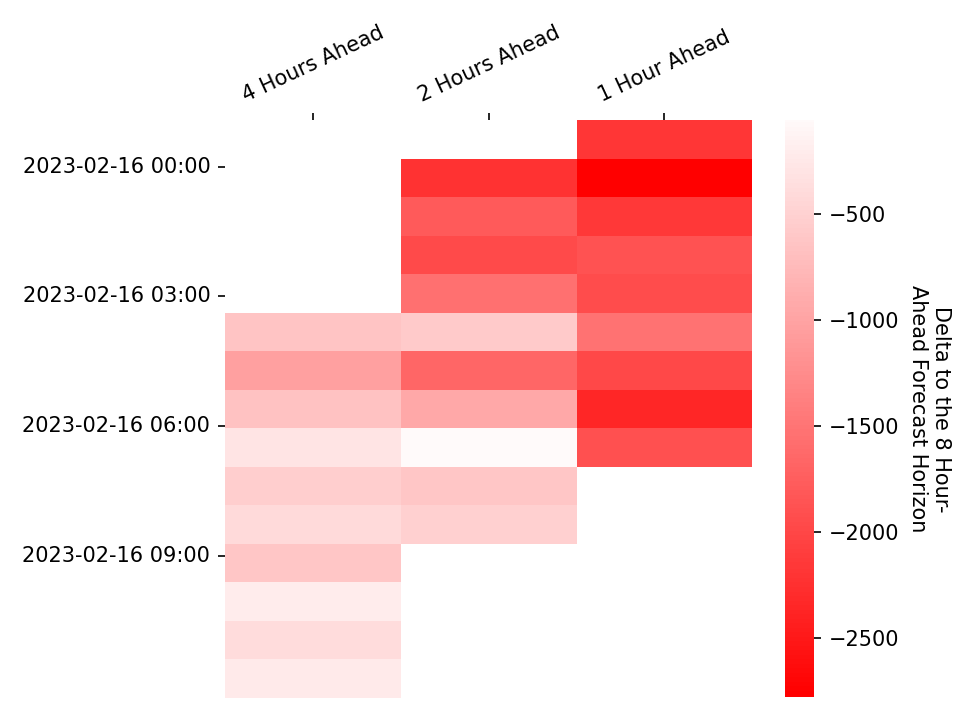 4 Hours Ahead
2 Hours Ahead
1 Hour Ahead
2023-02-16 00:00
2023-02-16 03:00
2023-02-16 06:00
2023-02-16 09:00
−500
−1000
−1500
−2000
−2500
Delta to the 8 Hour-
Ahead Forecast Horizon